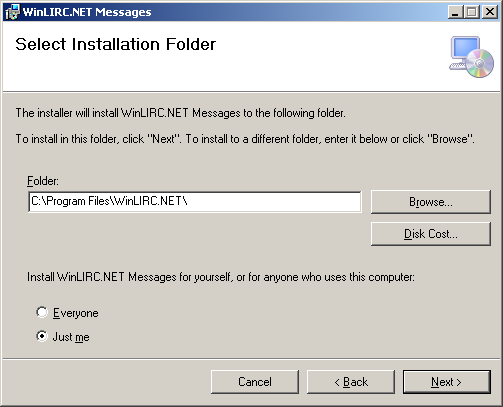 WinLIRC.NET Messages
Select Installation Folder
The installer will install WinLIRC.NET Messages to the following folder.
To install in this folder, click "Next". To install to a different folder, enter it below or click "Browse".
Folder:
C:\Program Files\WinLIRC.NET\
Browse...
Disk Cost...
Install WinLIRC.NET Messages for yourself, or for anyone who uses this computer:
Everyone
Just me
Cancel
< Back
Next >